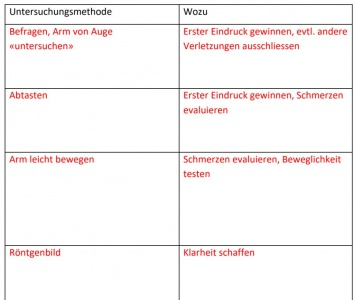 Untersuchungsmethode Wozu
Befragen, Arm von Auge Erster Eindruck gewinnen, evtl. andere
«untersuchen» Verletzungen ausschliessen
Abtasten Erster Eindruck gewinnen, Schmerzen
evaluieren
Arm leicht bewegen Schmerzen evaluieren, Beweglichkeit
testen
Röntgenbild Klarheit schaffen